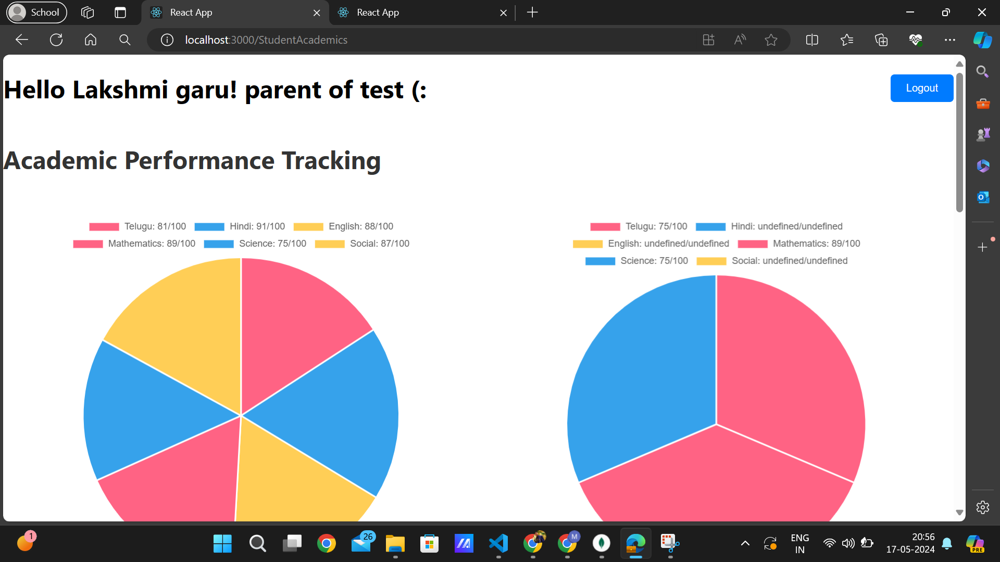 School
React App
React App
localhost:3000/StudentAcademics
Hello Lakshmi garu! parent of test (:
Logout
Academic Performance Tracking
Telugu: 81/100 Hindi: 91/100 English: 88/100
Mathematics: 89/100 Science: 75/100 Social: 87/100
Telugu: 75/100 Hindi: undefined/undefined
English: undefined/undefined Mathematics: 89/100
Science: 75/100 Social: undefined/undefined
1
26
M
ENG
IN
20:56
17-05-2024
PRE